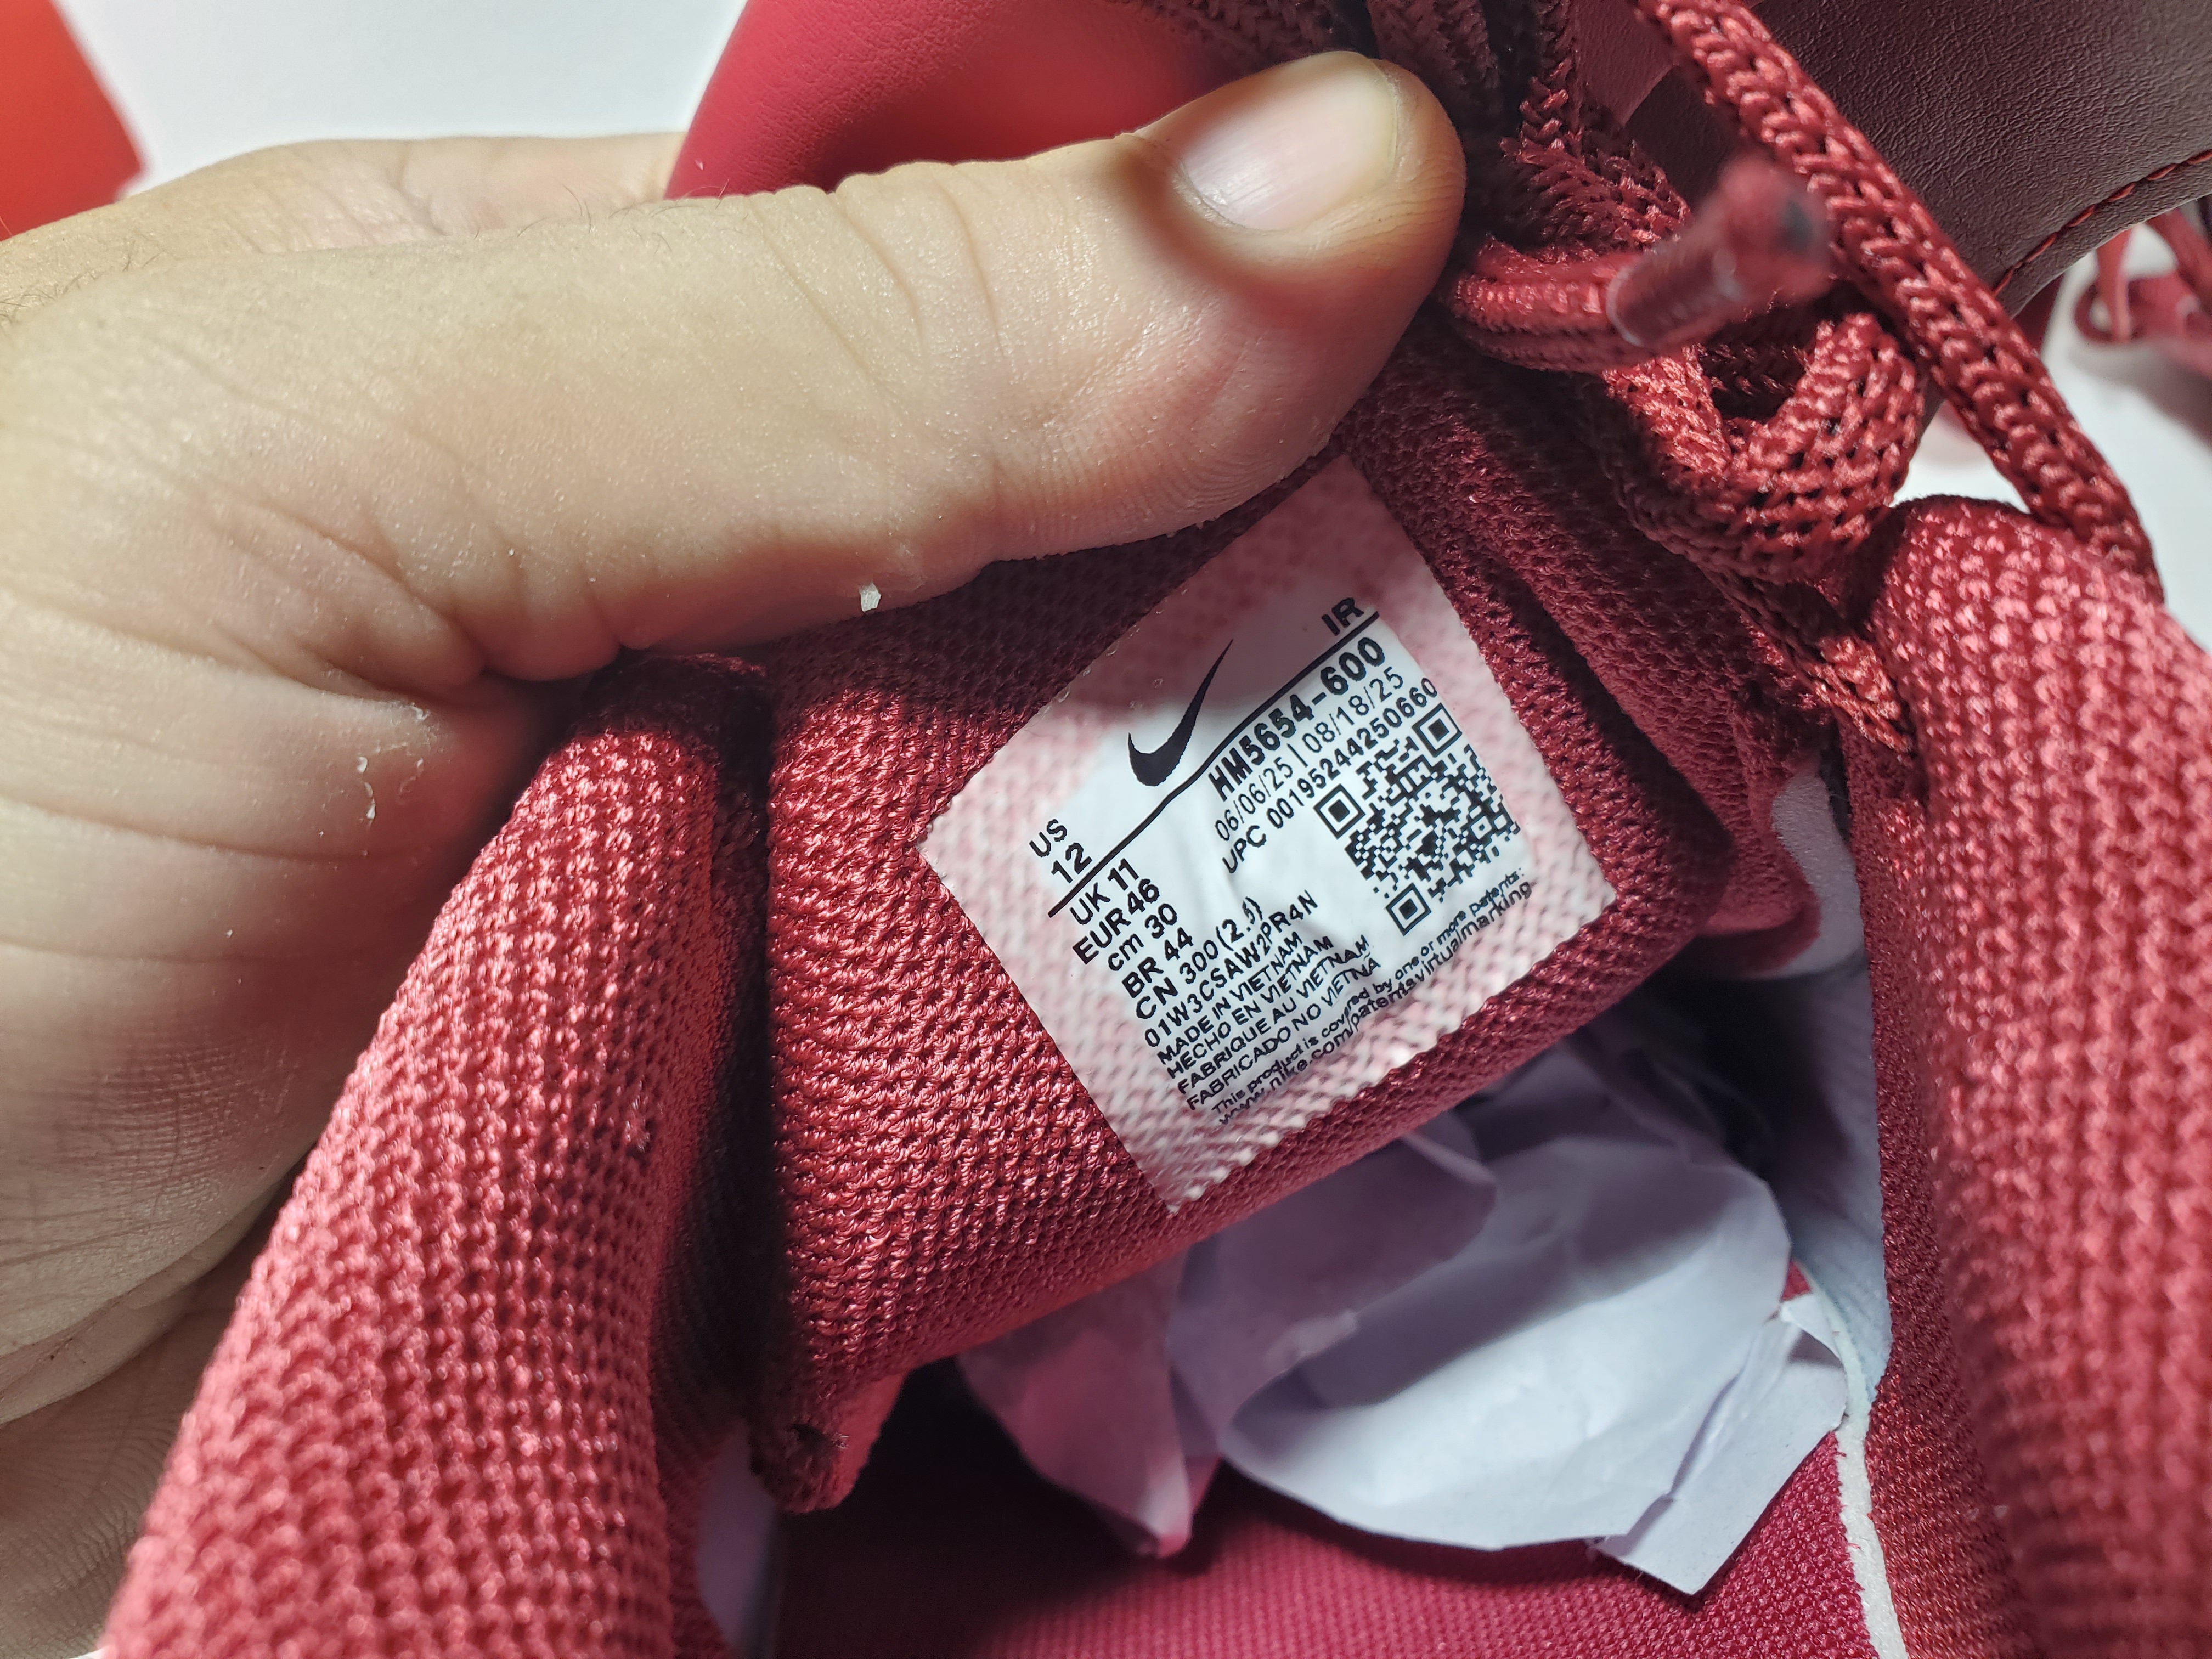 IR
US
12
HM5654-600
06/06/25 | 08/18/25
UPC 00195244250660
UK 11
EUR 46
cm 30
BR 44
CN 300 (2.5)
01W3CSAW2PR4N
MADE IN VIETNAM
HECHO EN VIETNAM
FABRIQUE AU VIETNAM
FABRICADO NO VIETNÃ
This product is covered by one or more patents:
www.nike.com/patentsvirtualmarking